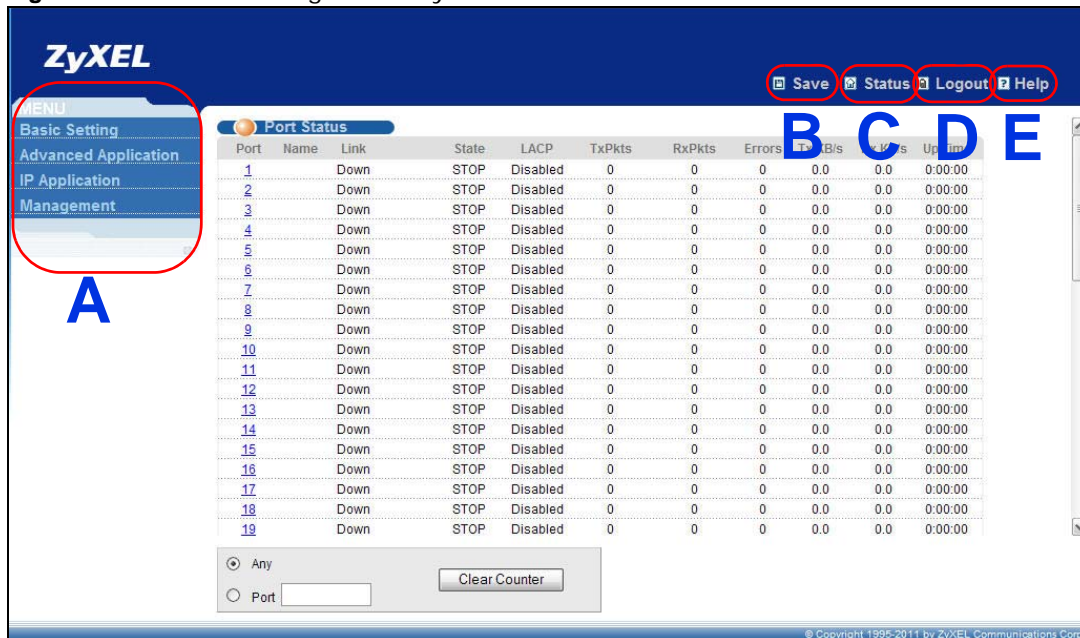 ZyXEL
Save Status Logout Help
MENU
Basic Setting
Advanced Application
IP Application
Management
A
B C D E
Port Status
Port Name Link State LACP TxPkts RxPkts Errors
1 Down STOP Disabled 0 0 0 0.0 0.0 0:00:00
2 Down STOP Disabled 0 0 0 0.0 0.0 0:00:00
3 Down STOP Disabled 0 0 0 0.0 0.0 0:00:00
4 Down STOP Disabled 0 0 0 0.0 0.0 0:00:00
5 Down STOP Disabled 0 0 0 0.0 0.0 0:00:00
6 Down STOP Disabled 0 0 0 0.0 0.0 0:00:00
7 Down STOP Disabled 0 0 0 0.0 0.0 0:00:00
8 Down STOP Disabled 0 0 0 0.0 0.0 0:00:00
9 Down STOP Disabled 0 0 0 0.0 0.0 0:00:00
10 Down STOP Disabled 0 0 0 0.0 0.0 0:00:00
11 Down STOP Disabled 0 0 0 0.0 0.0 0:00:00
12 Down STOP Disabled 0 0 0 0.0 0.0 0:00:00
13 Down STOP Disabled 0 0 0 0.0 0.0 0:00:00
14 Down STOP Disabled 0 0 0 0.0 0.0 0:00:00
15 Down STOP Disabled 0 0 0 0.0 0.0 0:00:00
16 Down STOP Disabled 0 0 0 0.0 0.0 0:00:00
17 Down STOP Disabled 0 0 0 0.0 0.0 0:00:00
18 Down STOP Disabled 0 0 0 0.0 0.0 0:00:00
19 Down STOP Disabled 0 0 0 0.0 0.0 0:00:00
Any
Port
Clear Counter
© Copyright 1995-2011 by ZyXEL Communications